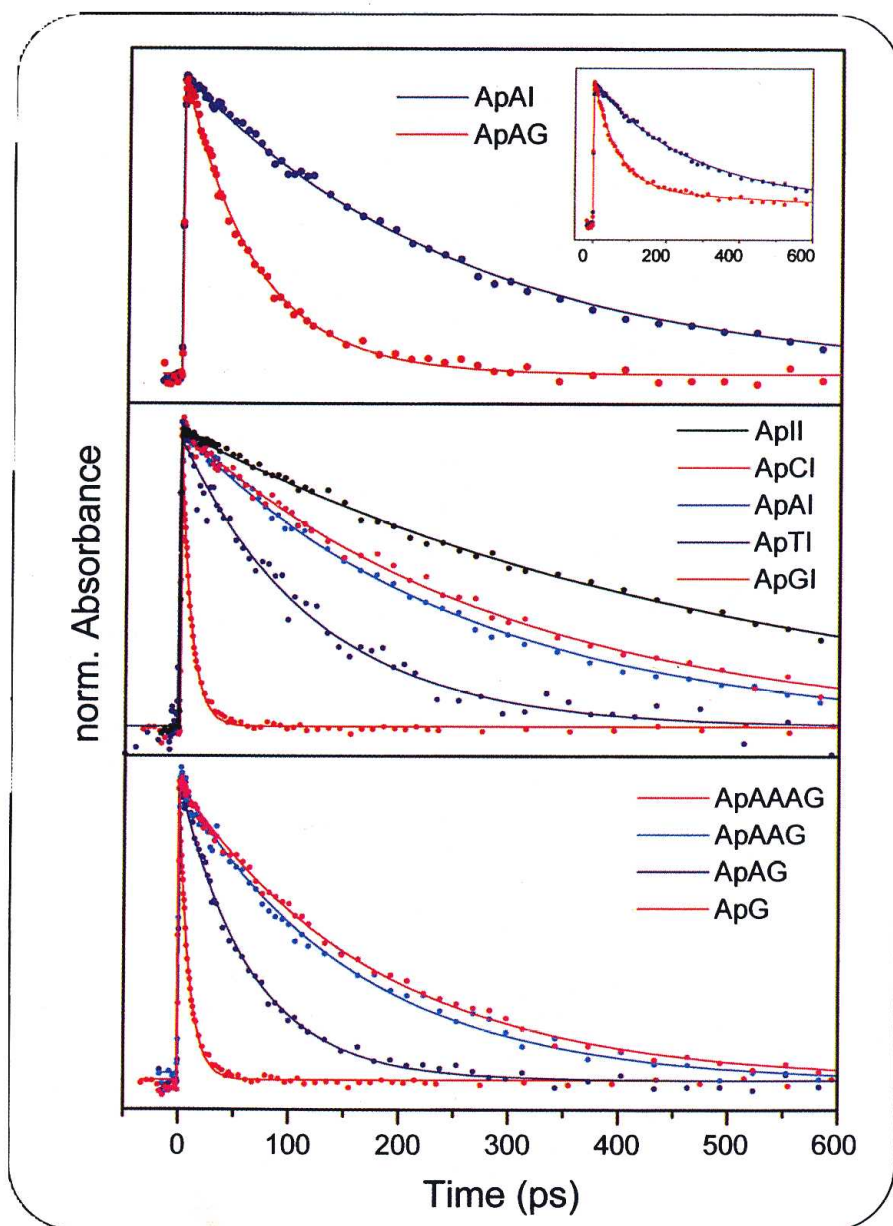 ApAI
ApAG
0 200 400 600
norm. Absorbance
ApII
ApCI
ApAI
ApTI
ApGI
ApAAAG
ApAAG
ApAG
ApG
0 100 200 300 400 500 600
Time (ps)